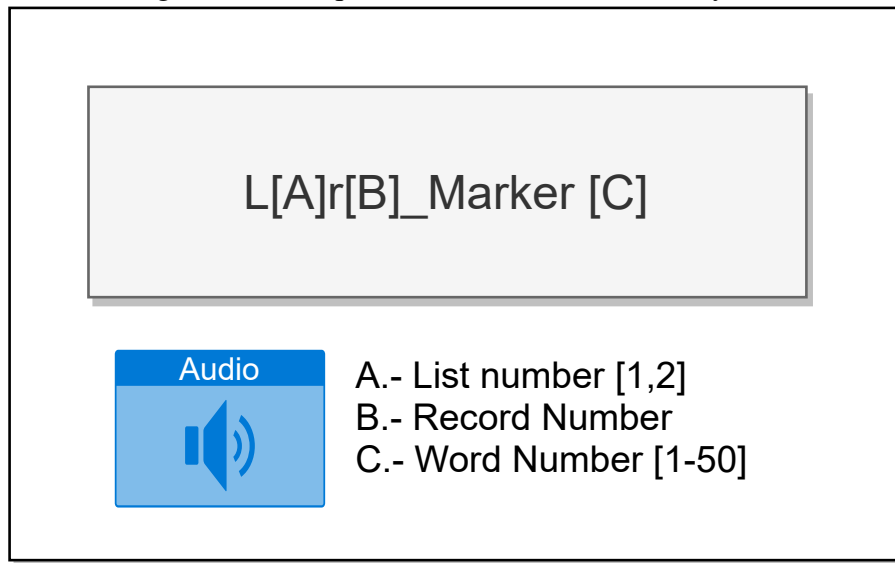 L[A]r[B]_Marker [C]
Audio
A.- List number [1,2]
B.- Record Number
C.- Word Number [1-50]